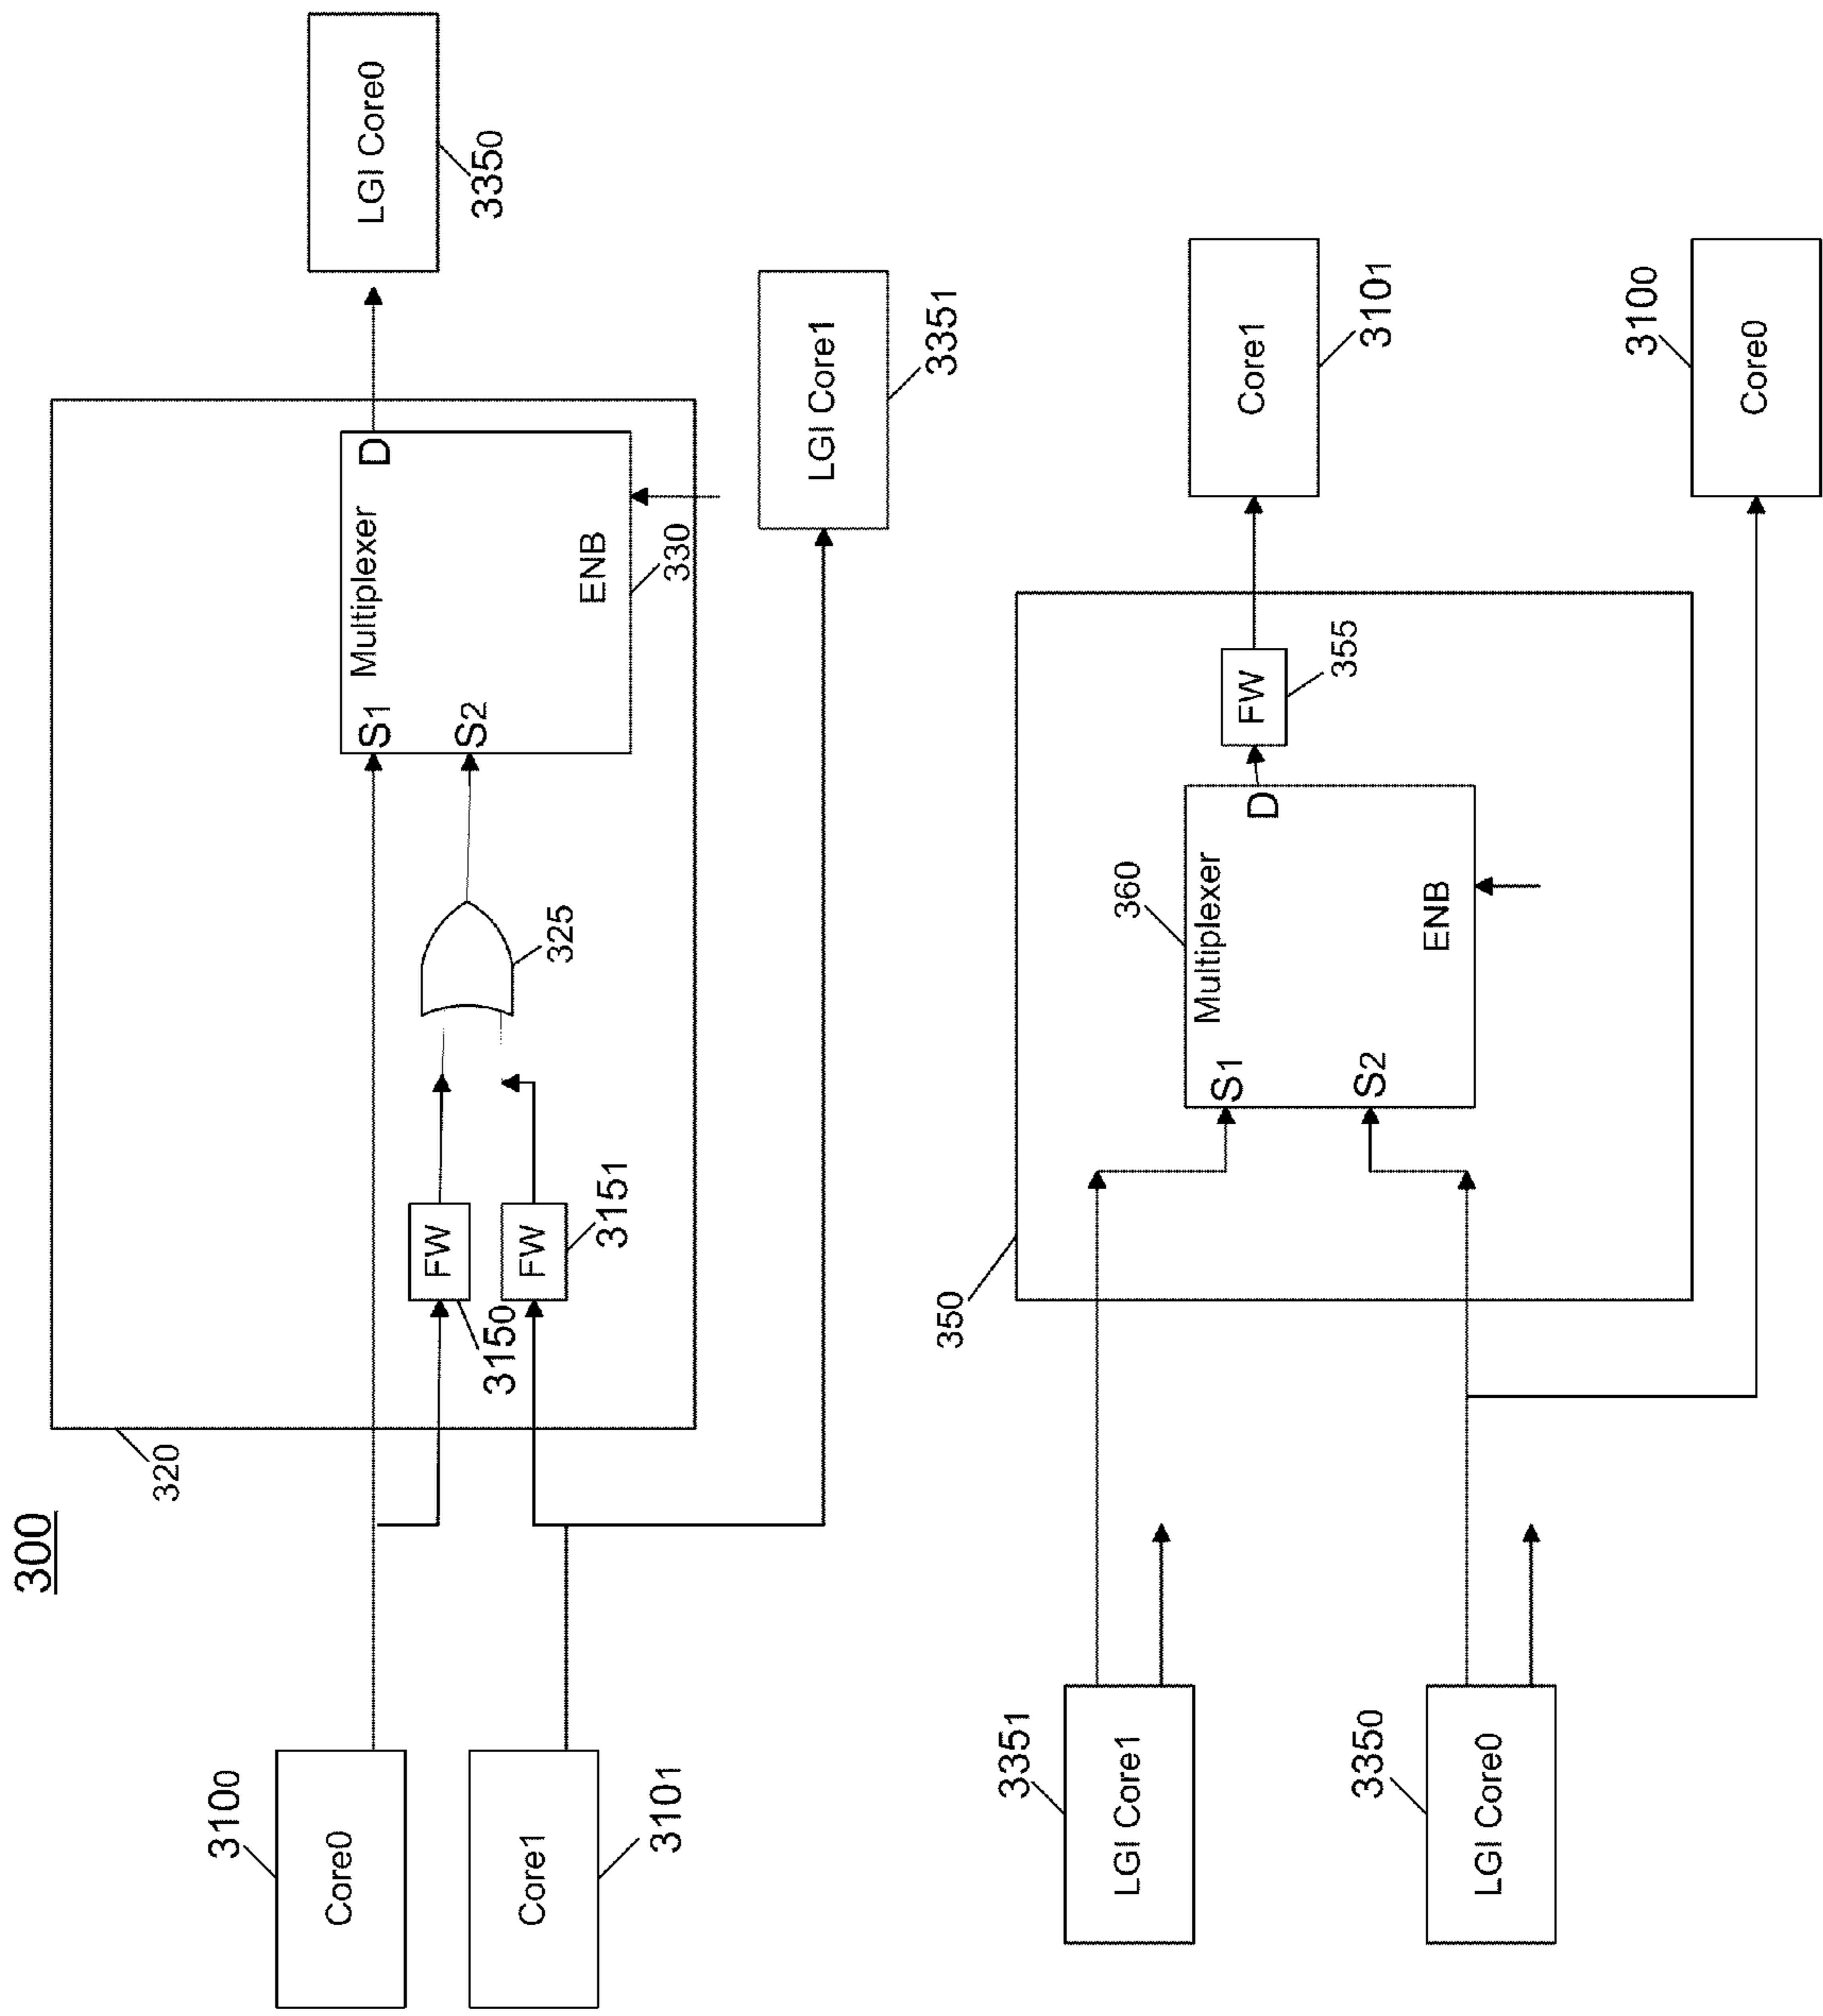 300
320
Core0
3100
Core1
3101
FW
3150
FW
3151
325
S1
S2
Multiplexer
D
ENB
330
LGI Core0
3350
LGI Core1
3351
350
LGI Core1
3351
LGI Core0
3350
S1
S2
Multiplexer
360
D
ENB
FW
355
Core1
3101
Core0
3100